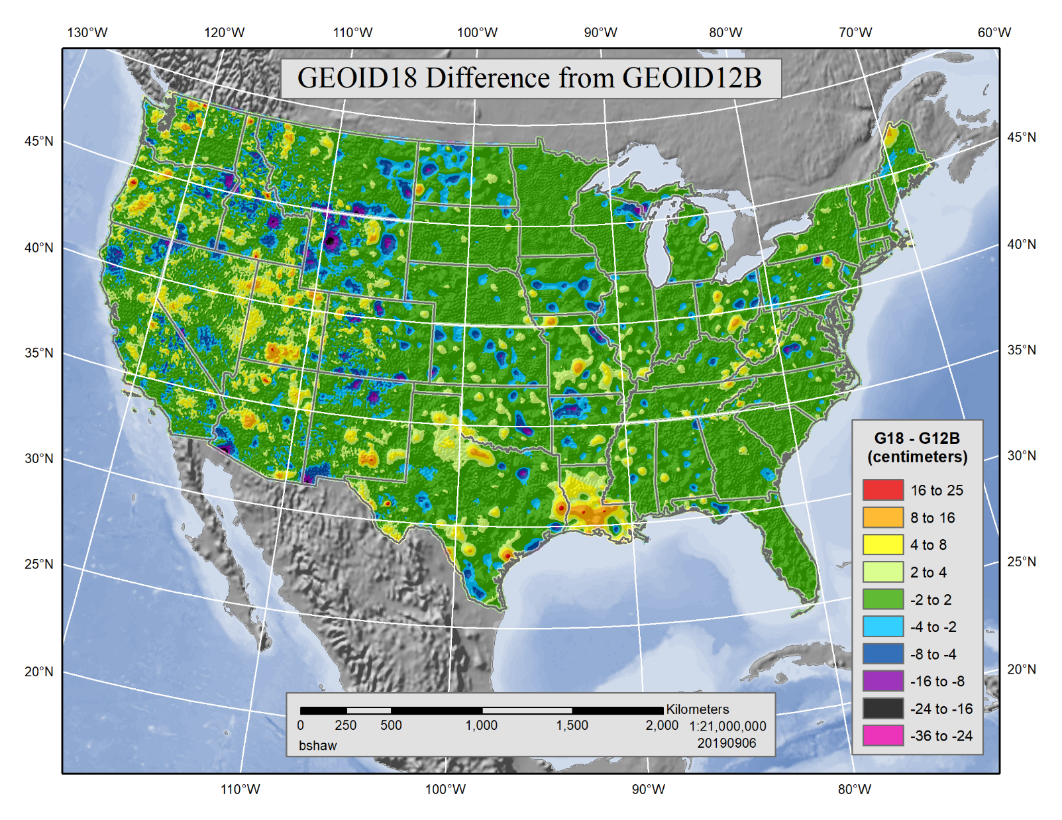 130°W 120°W 110°W 100°W 90°W 80°W 70°W 60°W
GEOID18 Difference from GEOID12B
45°N 45°N
40°N 40°N
35°N 35°N
30°N 30°N
25°N 25°N
20°N 20°N
G18 - G12B
(centimeters)
16 to 25
8 to 16
4 to 8
2 to 4
-2 to 2
-4 to -2
-8 to -4
-16 to -8
-24 to -16
-36 to -24
Kilometers
0 250 500 1,000 1,500 2,000 1:21,000,000
bshaw 20190906
110°W 100°W 90°W 80°W